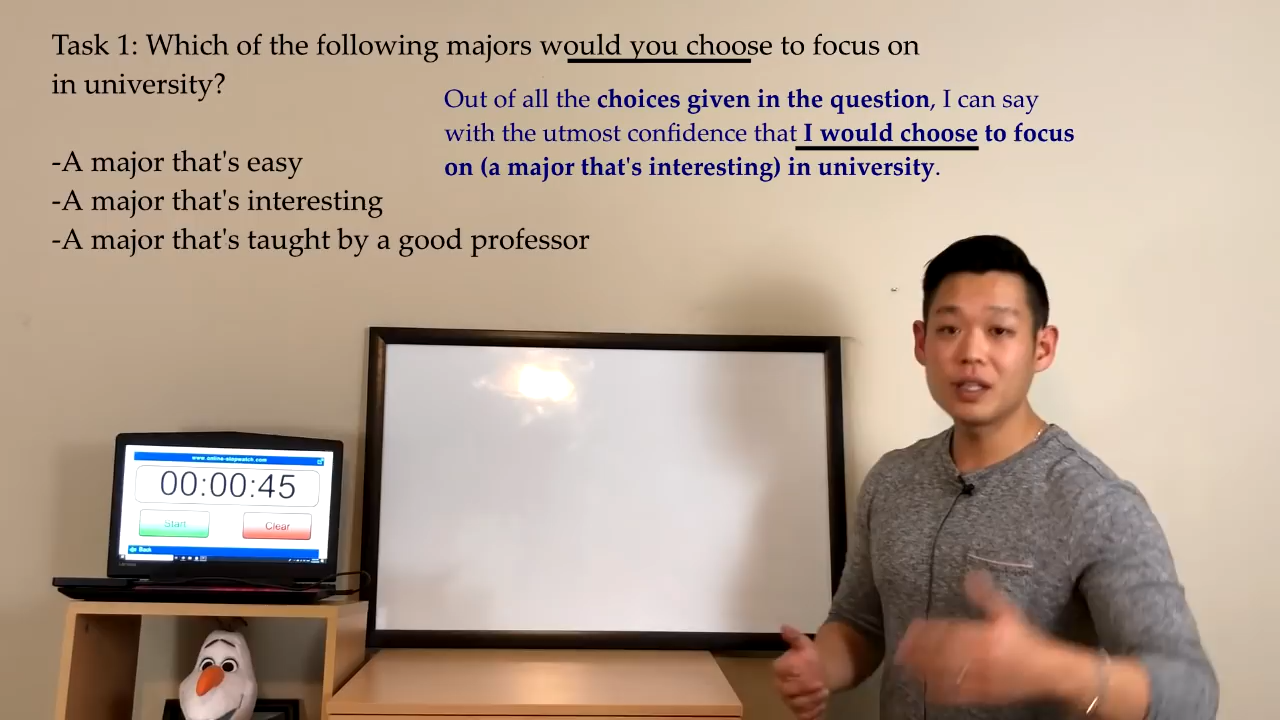 Task 1: Which of the following majors would you choose to focus on
in university?
Out of all the choices given in the question, I can say
with the utmost confidence that I would choose to focus
on (a major that's interesting) in university.
-A major that's easy
-A major that's interesting
-A major that's taught by a good professor
www.online-stopwatch.com
00:00:45
Start
Clear
Back